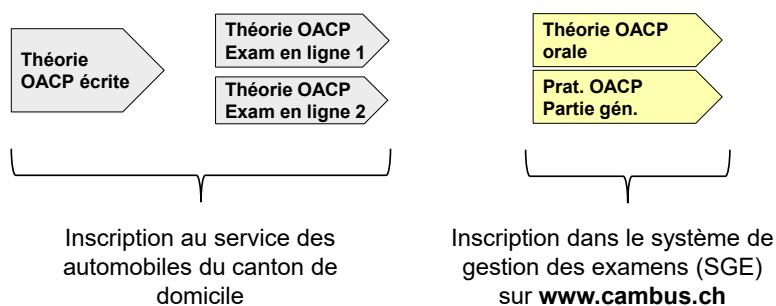 Théorie
OACP écrite
Théorie OACP
Exam en ligne 1
Théorie OACP
Exam en ligne 2
Théorie OACP
orale
Prat. OACP
Partie gén.
Inscription au service des
automobiles du canton de
domicile
Inscription dans le système de
gestion des examens (SGE)
sur www.cambus.ch